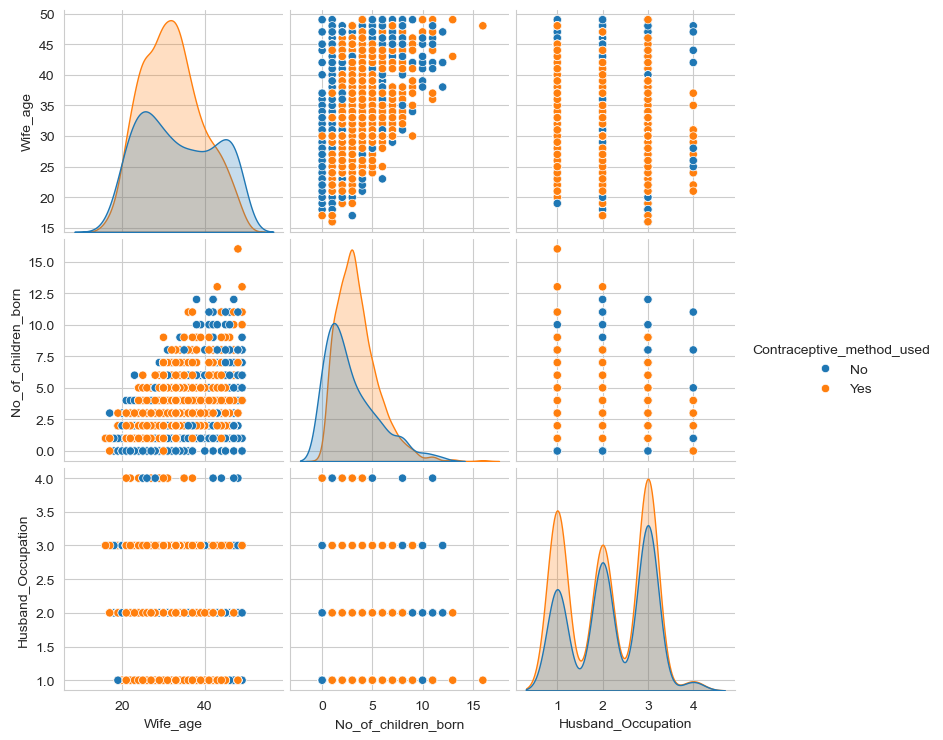 50
45
40
35
30
25
20
15
Wife_age
15.0
12.5
10.0
7.5
5.0
2.5
0.0
No_of_children_born
Contraceptive_method_used
No
Yes
4.0
3.5
3.0
2.5
2.0
1.5
1.0
Husband_Occupation
20 40
Wife_age
0 5 10 15
No_of_children_born
1 2 3 4
Husband_Occupation